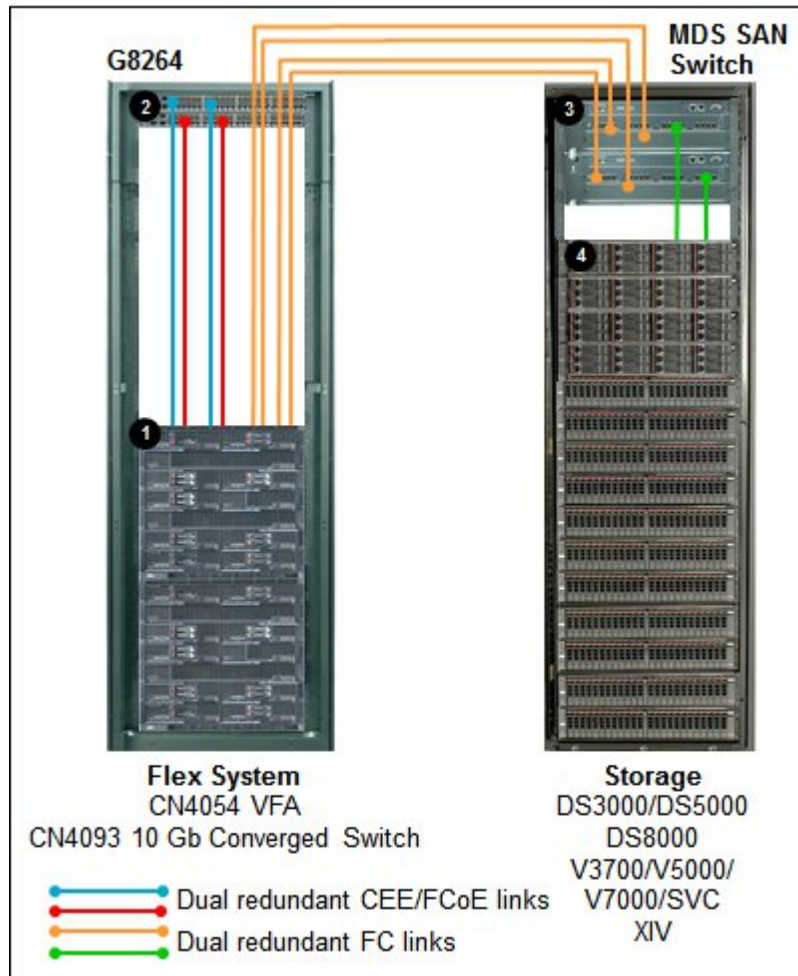 G8264
MDS SAN
Switch
2
3
4
1
Flex System
CN4054 VFA
CN4093 10 Gb Converged Switch
Storage
DS3000/DS5000
DS8000
V3700/V5000/
V7000/SVC
XIV
Dual redundant CEE/FCoE links
Dual redundant FC links